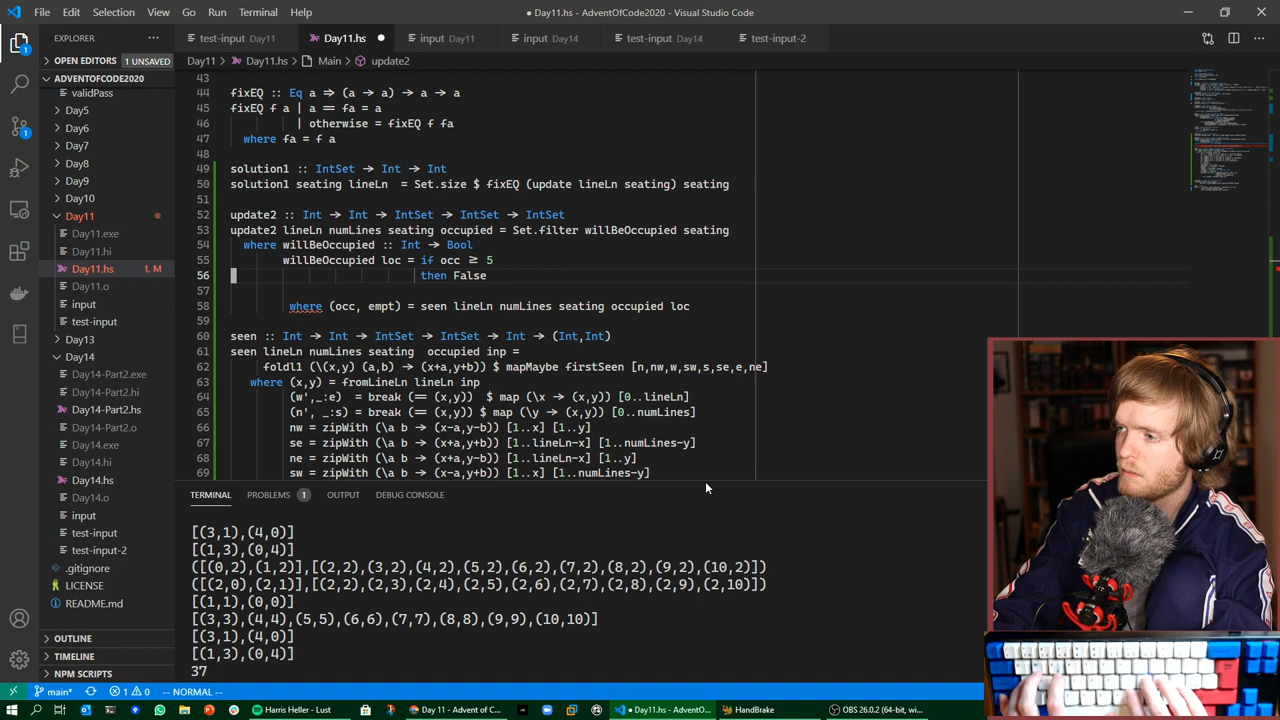 File Edit Selection View Go Run Terminal Help
● Day11.hs - AdventOfCode2020 - Visual Studio Code
EXPLORER ···
test-input Day11 Day11.hs ● input Day11 input Day14 test-input Day14 test-input-2
OPEN EDITORS 1 UNSAVED
Day11 > Day11.hs > Main > update2
ADVENTOFCODE2020
validPass
Day5
Day6
Day7
Day8
Day9
Day10
Day11
Day11.exe
Day11.hi
Day11.hs 1, M
Day11.o
input
test-input
Day13
Day14
Day14-Part2.exe
Day14-Part2.hi
Day14-Part2.hs
Day14-Part2.o
Day14.exe
Day14.hi
Day14.hs
Day14.o
input
test-input
test-input-2
.gitignore
LICENSE
README.md
OUTLINE
TIMELINE
NPM SCRIPTS
43
44 fixEQ :: Eq a ⇒ (a → a) → a → a
45 fixEQ f a | a == fa = a
46 | otherwise = fixEQ f fa
47 where fa = f a
48
49 solution1 :: IntSet → Int → Int
50 solution1 seating lineLn = Set.size $ fixEQ (update lineLn seating) seating
51
52 update2 :: Int → Int → IntSet → IntSet → IntSet
53 update2 lineLn numLines seating occupied = Set.filter willBeOccupied seating
54 where willBeOccupied :: Int → Bool
55 willBeOccupied loc = if occ ≥ 5
56 then False
57
58 where (occ, empt) = seen lineLn numLines seating occupied loc
59
60 seen :: Int → Int → IntSet → IntSet → Int → (Int,Int)
61 seen lineLn numLines seating occupied inp =
62 foldl1 (\(x,y) (a,b) → (x+a,y+b)) $ mapMaybe firstSeen [n,nw,w,sw,s,se,e,ne]
63 where (x,y) = fromLineLn lineLn inp
64 (w',_:e) = break (== (x,y)) $ map (\x → (x,y)) [0..lineLn]
65 (n', _:s) = break (== (x,y)) $ map (\y → (x,y)) [0..numLines]
66 nw = zipWith (\a b → (x-a,y-b)) [1..x] [1..y]
67 se = zipWith (\a b → (x+a,y+b)) [1..lineLn-x] [1..numLines-y]
68 ne = zipWith (\a b → (x+a,y-b)) [1..lineLn-x] [1..y]
69 sw = zipWith (\a b → (x-a,y+b)) [1..x] [1..numLines-y]
TERMINAL PROBLEMS 1 OUTPUT DEBUG CONSOLE
[(3,1),(4,0)]
[(1,3),(0,4)]
([(0,2),(1,2)],[(2,2),(3,2),(4,2),(5,2),(6,2),(7,2),(8,2),(9,2),(10,2)])
([(2,0),(2,1)],[(2,2),(2,3),(2,4),(2,5),(2,6),(2,7),(2,8),(2,9),(2,10)])
[(1,1),(0,0)]
[(3,3),(4,4),(5,5),(6,6),(7,7),(8,8),(9,9),(10,10)]
[(3,1),(4,0)]
[(1,3),(0,4)]
37
main* 1 0 -- NORMAL --
Harris Heller - Lust Day 11 - Advent of C... Day11.hs - AdventO... HandBrake OBS 26.0.2 (64-bit, wi...